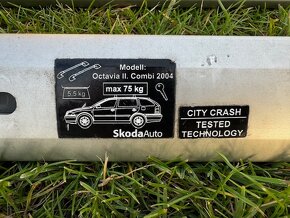 Modell:
Octavia II. Combi 2004
5,5 kg
max 75 kg
SkodaAuto
CITY CRASH
TESTED
TECHNOLOGY